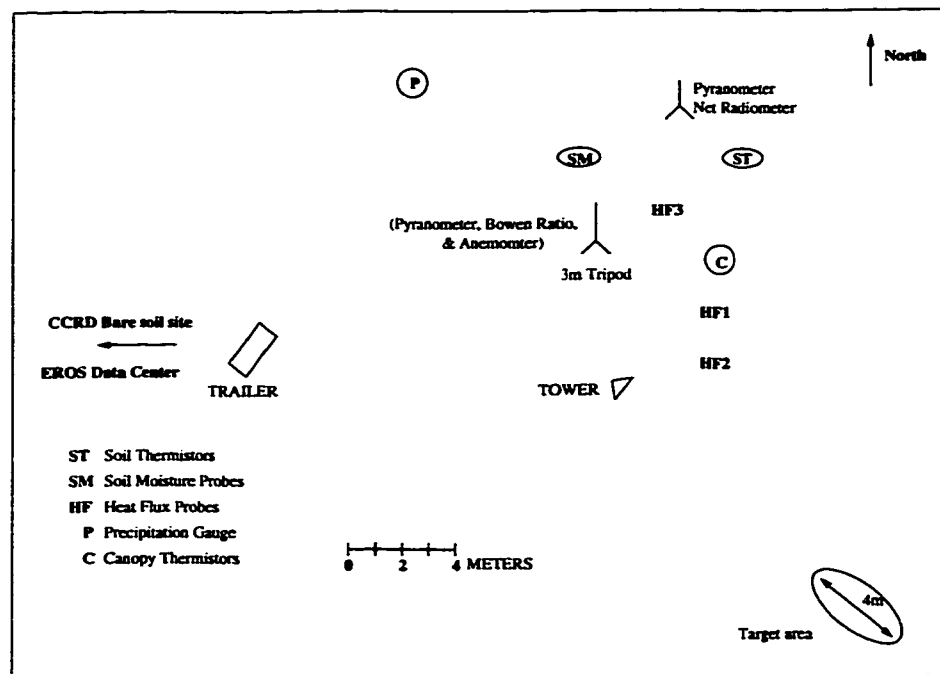 North
P
Pyranometer
Net Radiometer
SM
ST
HF3
(Pyranometer, Bowen Ratio,
& Anemomter)
C
3m Tripod
HF1
CCRD Bare soil site
EROS Data Center
HF2
TRAILER
TOWER
ST Soil Thermistors
SM Soil Moisture Probes
HF Heat Flux Probes
P Precipitation Gauge
C Canopy Thermistors
0 2 4 METERS
4m
Target area